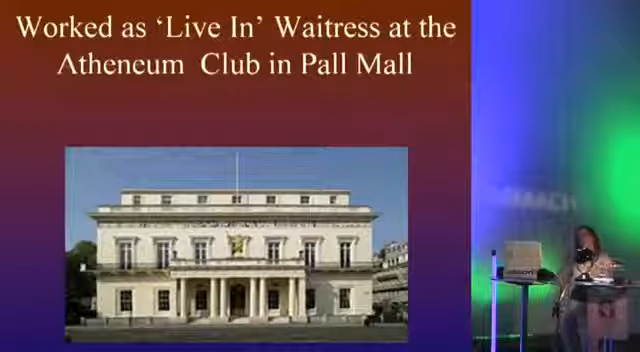 Worked as ‘Live In’ Waitress at the
Atheneum Club in Pall Mall